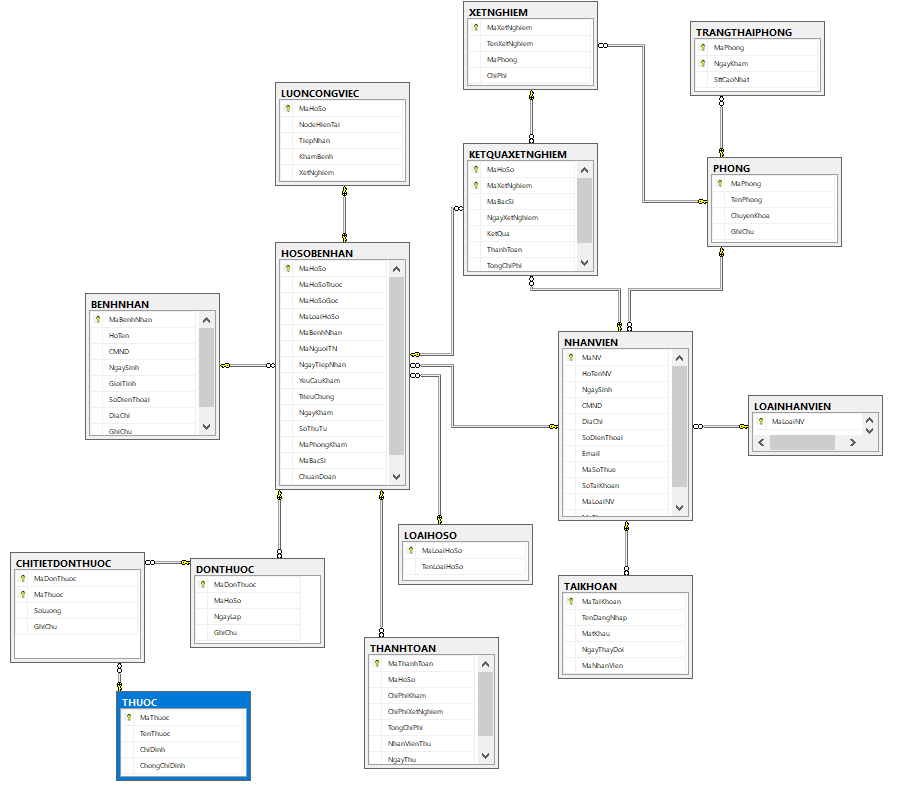 XETNGHIEM
MaXetNghiem
TenXetNghiem
MaPhong
ChiPhi
TRANGTHAIPHONG
MaPhong
NgayKham
SttCaoNhat
LUONCONGVIEC
MaHoSo
NodeHienTai
TiepNhan
KhamBenh
XetNghiem
KETQUAXETNGHIEM
MaHoSo
MaXetNghiem
MaBacSi
NgayXetNghiem
KetQua
ThanhToan
TongChiPhi
PHONG
MaPhong
TenPhong
ChuyenKhoa
GhiChu
HOSOBENHAN
MaHoSo
MaHoSoTruoc
MaHoSoGoc
MaLoaiHoSo
MaBenhNhan
MaNguoiTN
NgayTiepNhan
YeuCauKham
TrieuChung
NgayKham
SoThuTu
MaPhongKham
MaBacSi
ChuanDoan
BENHNHAN
MaBenhNhan
HoTen
CMND
NgaySinh
GioiTinh
SoDienThoai
DiaChi
GhiChu
NHANVIEN
MaNV
HoTenNV
NgaySinh
CMND
DiaChi
SoDienThoai
Email
MaSoThue
SoTaiKhoan
MaLoaiNV
LOAINHANVIEN
MaLoaiNV
LOAIHOSO
MaLoaiHoSo
TenLoaiHoSo
CHITIETDONTHUOC
MaDonThuoc
MaThuoc
SoLuong
GhiChu
DONTHUOC
MaDonThuoc
MaHoSo
NgayLap
GhiChu
TAIKHOAN
MaTaiKhoan
TenDangNhap
MatKhau
NgayThayDoi
MaNhanVien
THANHTOAN
MaThanhToan
MaHoSo
ChiPhiKham
ChiPhiXetNghiem
TongChiPhi
NhanVienThu
NgayThu
THUOC
MaThuoc
TenThuoc
ChiDinh
ChongChiDinh